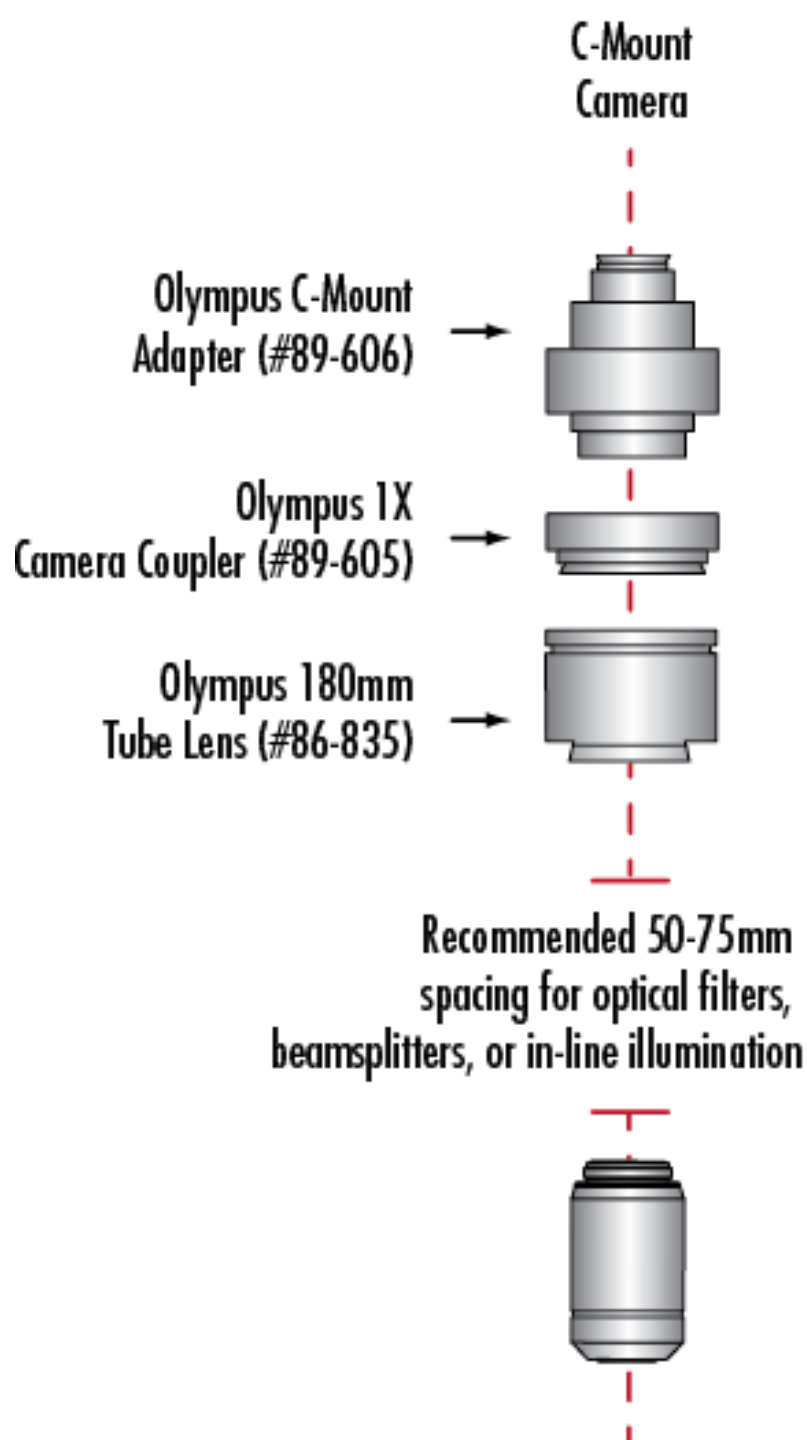 C-Mount
Camera
Olympus C-Mount
Adapter (#89-606)
Olympus 1X
Camera Coupler (#89-605)
Olympus 180mm
Tube Lens (#86-835)
Recommended 50-75mm
spacing for optical filters,
beamsplitters, or in-line illumination